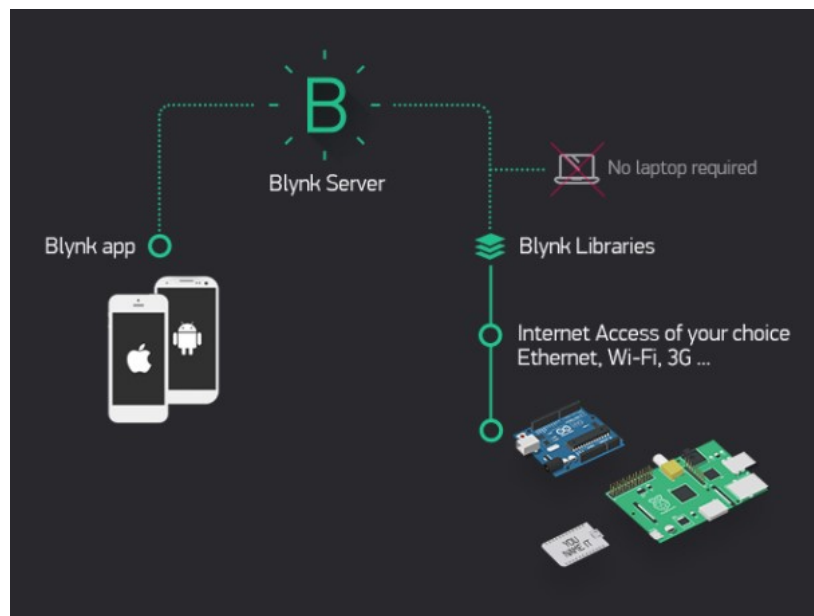 B
Blynk Server
No laptop required
Blynk app
Blynk Libraries
Internet Access of your choice
Ethernet, Wi-Fi, 3G ...
YOU
NAME IT